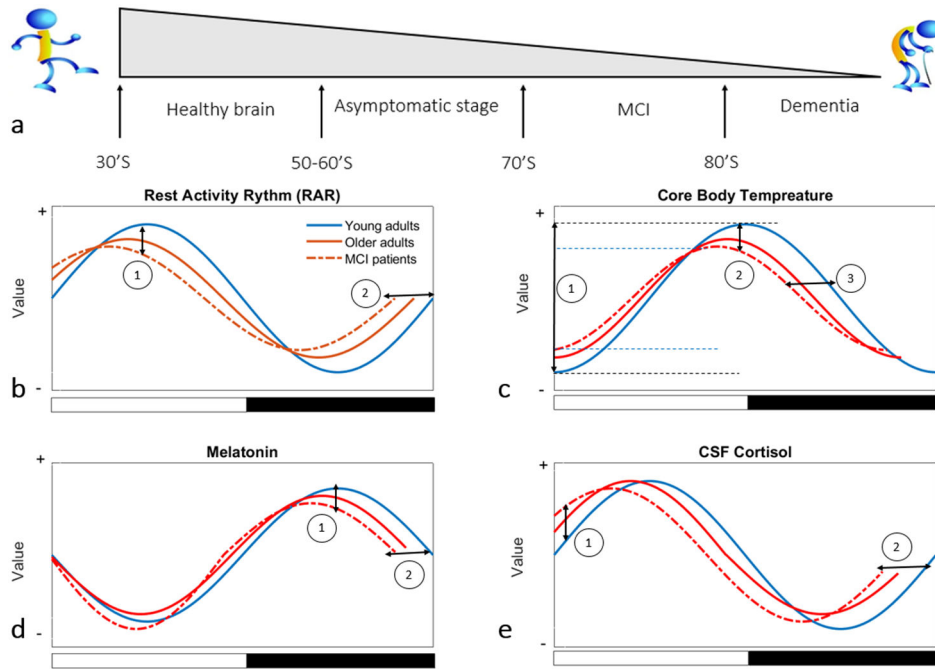 Healthy brain
Asymptomatic stage
MCI
Dementia
a
30'S
50-60'S
70'S
80'S
Rest Activity Rythm (RAR)
+
Value
-
Young adults
Older adults
MCI patients
1
2
b
Core Body Tempreature
+
Value
-
1
2
3
c
Melatonin
+
Value
-
1
2
d
CSF Cortisol
+
Value
-
1
2
e